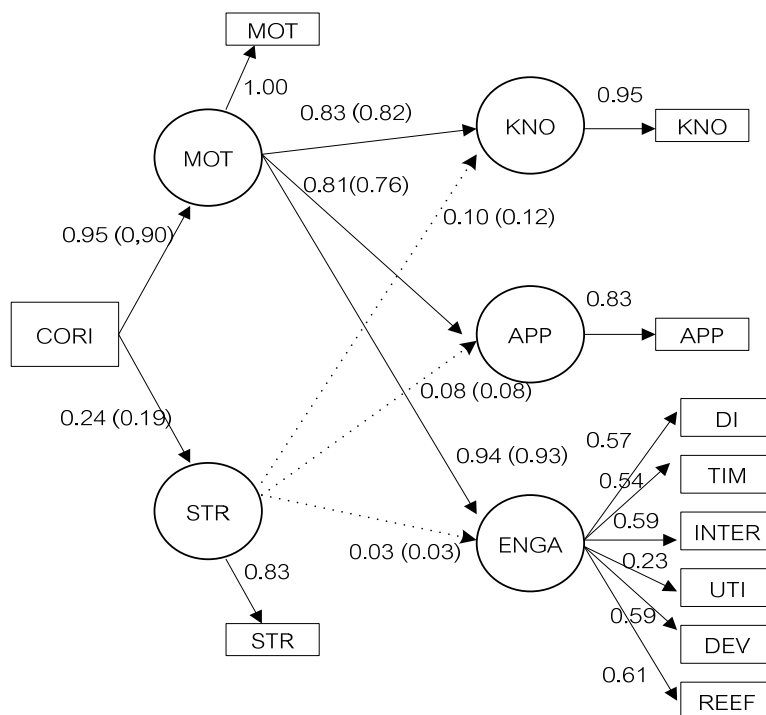 MOT
1.00
0.83 (0.82)
0.95
KNO
KNO
MOT
0.81(0.76)
0.10 (0.12)
0.95 (0,90)
0.83
CORI
APP
APP
0.08 (0.08)
0.24 (0.19)
0.57
DI
0.94 (0.93)
0.54
TIM
STR
0.59
INTER
0.03 (0.03)
ENGA
0.23
UTI
0.83
0.59
DEV
STR
0.61
REEF